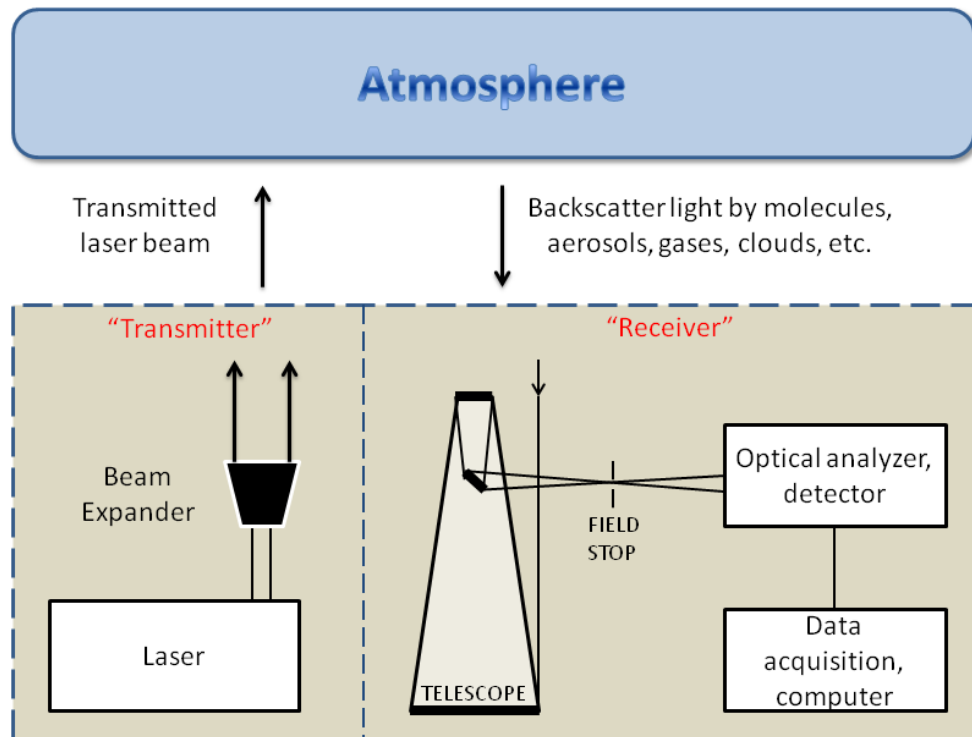 Atmosphere
Transmitted
laser beam
Backscatter light by molecules,
aerosols, gases, clouds, etc.
“Transmitter”
“Receiver”
Beam
Expander
Laser
TELESCOPE
FIELD
STOP
Optical analyzer,
detector
Data
acquisition,
computer